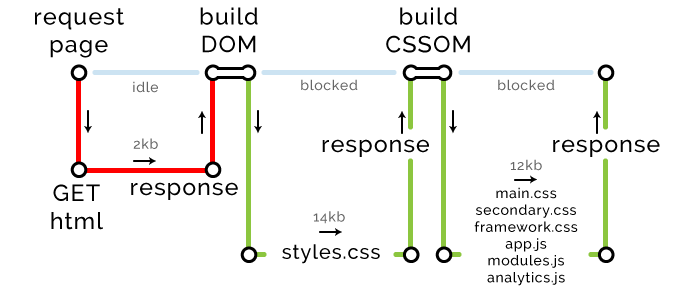 request
page
build
DOM
build
CSSOM
idle
blocked
blocked
2kb
response
response
12kb
response
GET
html
14kb
styles.css
main.css
secondary.css
framework.css
app.js
modules.js
analytics.js